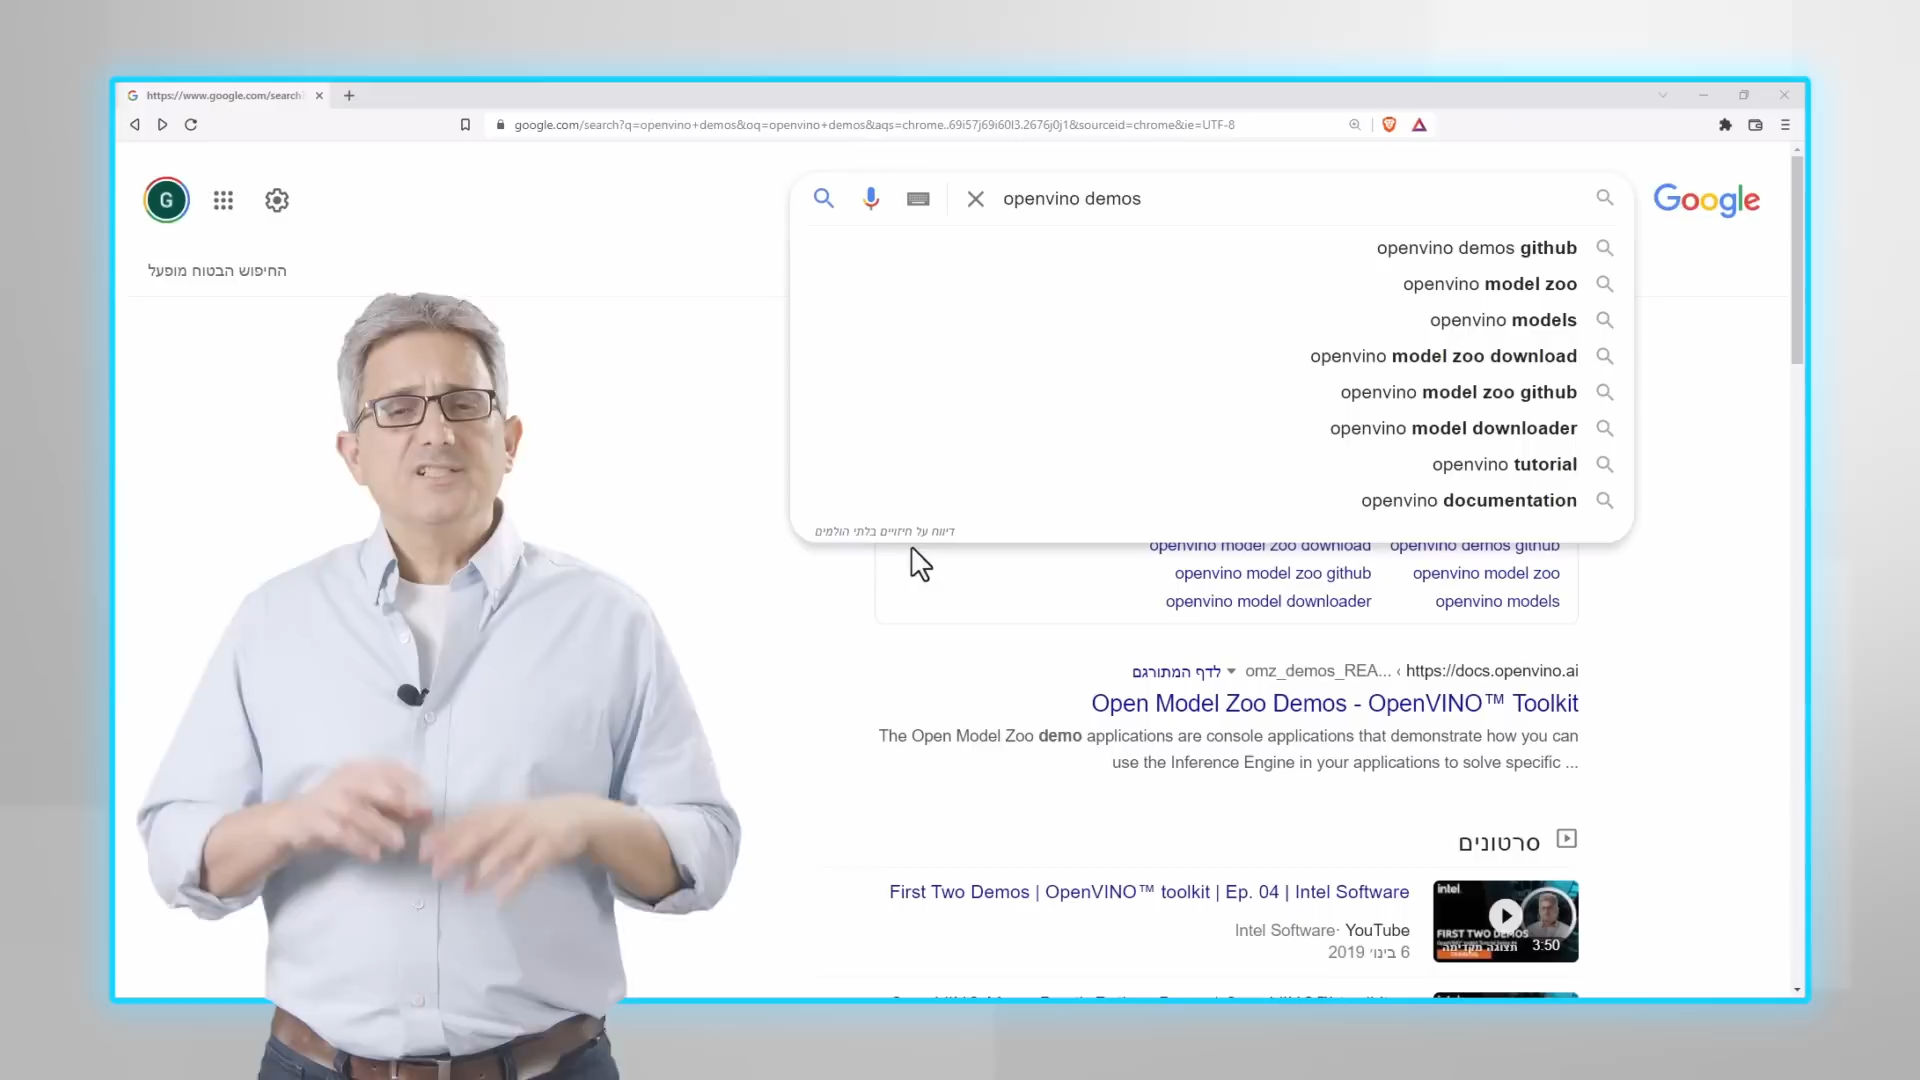 https://www.google.com/search?
google.com/search?q=openvino+demos&oq=openvino+demos&aqs=chrome..69i57j69i60l3.2676j0j1&sourceid=chrome&ie=UTF-8
G
openvino demos
Google
החיפוש הבטוח מופעל
openvino demos github
openvino model zoo
openvino models
openvino model zoo download
openvino model zoo github
openvino model downloader
openvino tutorial
openvino documentation
דיווח על חיזויים בלתי הולמים
openvino model zoo download openvino demos github
openvino model zoo github openvino model zoo
openvino model downloader openvino models
https://docs.openvino.ai › omz_demos_REA... לדף המתורגם
Open Model Zoo Demos - OpenVINO™ Toolkit
The Open Model Zoo demo applications are console applications that demonstrate how you can
use the Inference Engine in your applications to solve specific ...
סרטונים
First Two Demos | OpenVINO™ toolkit | Ep. 04 | Intel Software
Intel Software· YouTube
6 בינו׳ 2019
intel
FIRST TWO DEMOS
תצוגה מקדימה
3:50